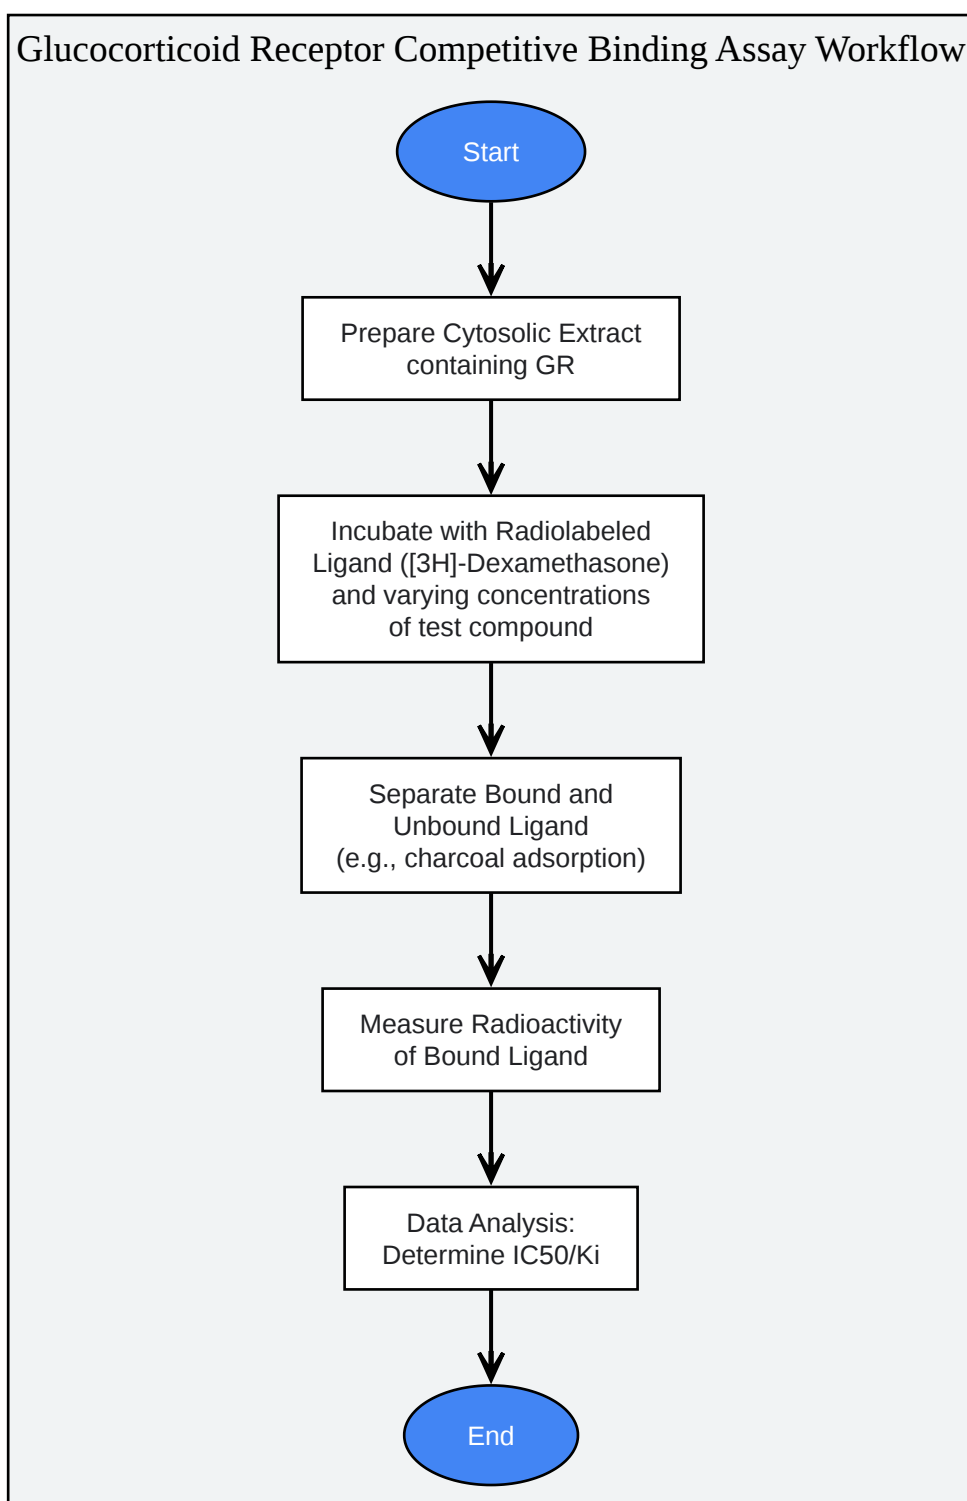 Glucocorticoid Receptor Competitive Binding Assay Workflow
Start
Prepare Cytosolic Extract
containing GR
Incubate with Radiolabeled
Ligand ([3H]-Dexamethasone)
and varying concentrations
of test compound
Separate Bound and
Unbound Ligand
(e.g., charcoal adsorption)
Measure Radioactivity
of Bound Ligand
Data Analysis:
Determine IC50/Ki
End